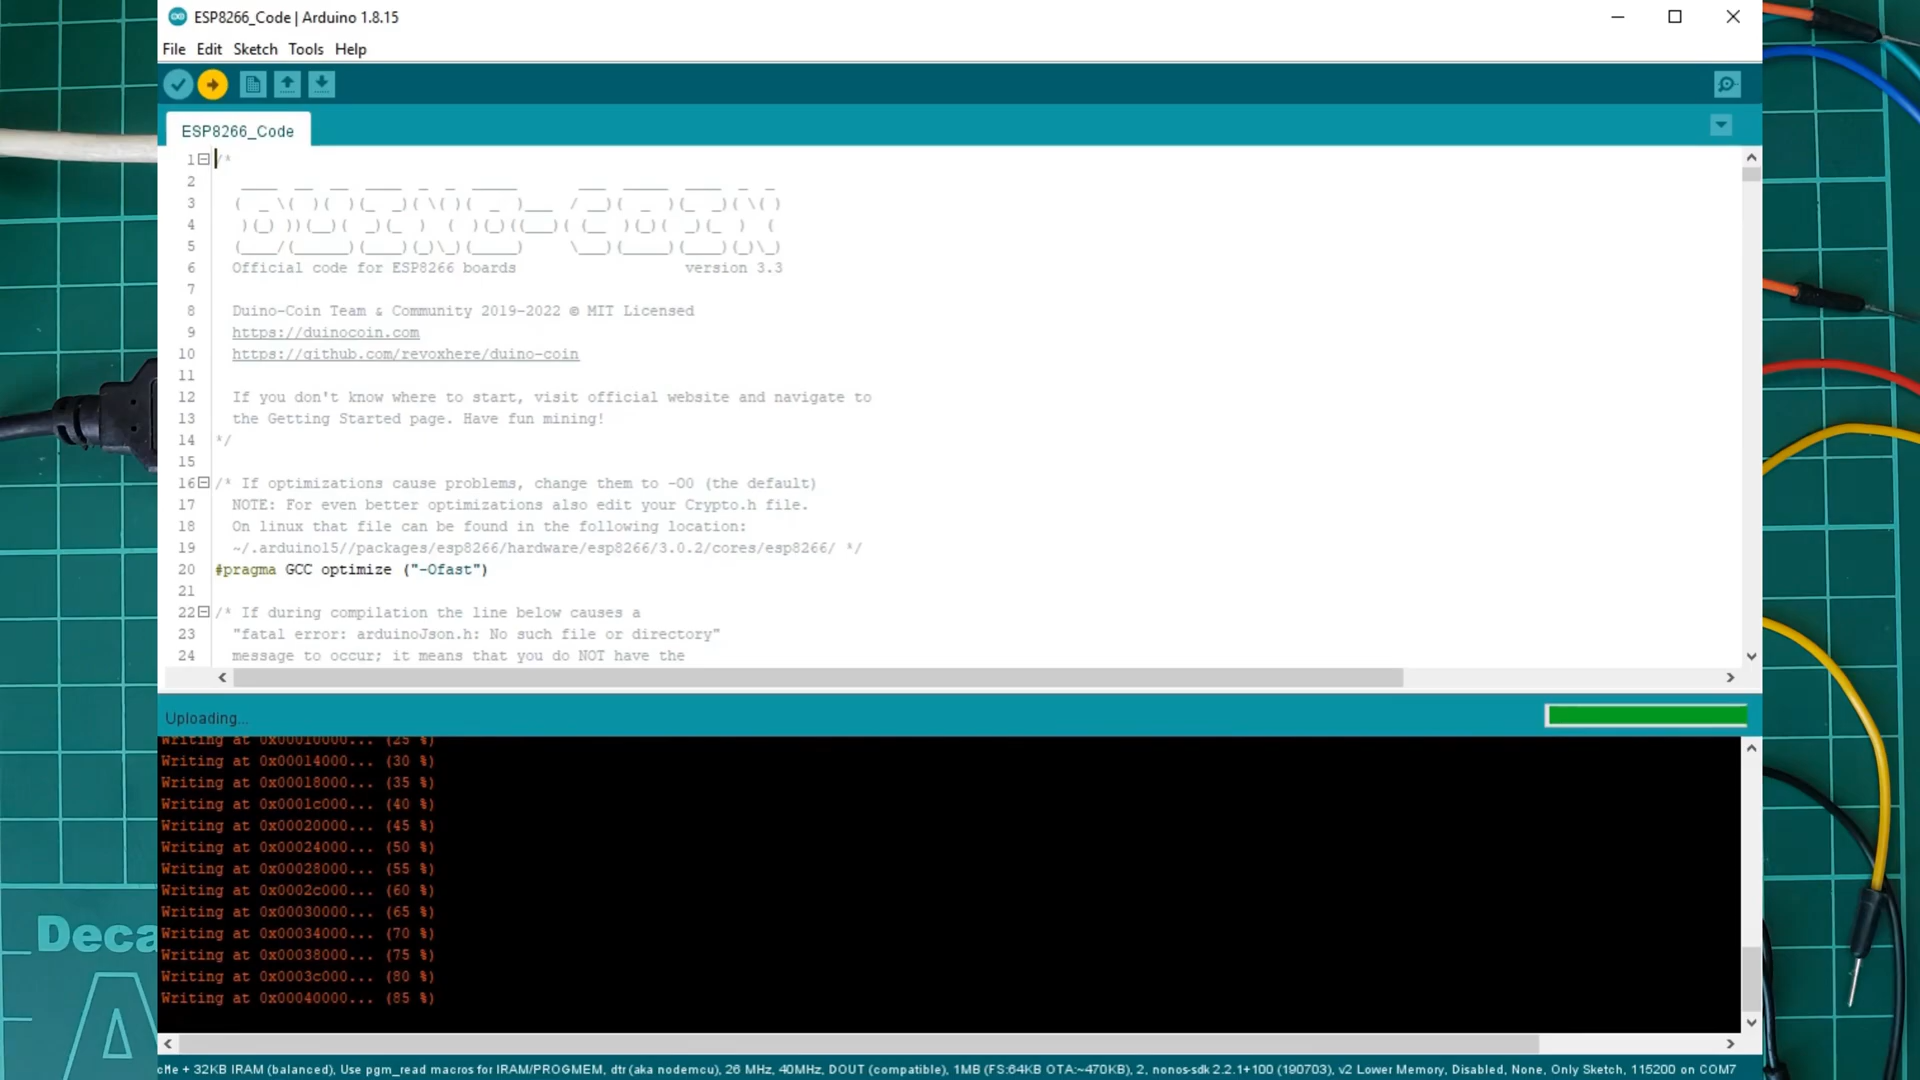 ESP8266_Code | Arduino 1.8.15
File Edit Sketch Tools Help
ESP8266_Code
1 /*
2
3
4
5
6 Official code for ESP8266 boards version 3.3
7
8 Duino-Coin Team & Community 2019-2022 © MIT Licensed
9 https://duinocoin.com
10 https://github.com/revoxhere/duino-coin
11
12 If you don't know where to start, visit official website and navigate to
13 the Getting Started page. Have fun mining!
14 */
15
16 /* If optimizations cause problems, change them to -O0 (the default)
17 NOTE: For even better optimizations also edit your Crypto.h file.
18 On linux that file can be found in the following location:
19 ~/.arduino15//packages/esp8266/hardware/esp8266/3.0.2/cores/esp8266/ */
20 #pragma GCC optimize ("-Ofast")
21
22 /* If during compilation the line below causes a
23 "fatal error: arduinoJson.h: No such file or directory"
24 message to occur; it means that you do NOT have the
Uploading...
Writing at 0x00010000... (25 %)
Writing at 0x00014000... (30 %)
Writing at 0x00018000... (35 %)
Writing at 0x0001c000... (40 %)
Writing at 0x00020000... (45 %)
Writing at 0x00024000... (50 %)
Writing at 0x00028000... (55 %)
Writing at 0x0002c000... (60 %)
Writing at 0x00030000... (65 %)
Writing at 0x00034000... (70 %)
Writing at 0x00038000... (75 %)
Writing at 0x0003c000... (80 %)
Writing at 0x00040000... (85 %)
Deca
+ 32KB IRAM (balanced), Use pgm_read macros for IRAM/PROGMEM, dtr (aka nodemcu), 26 MHz, 40MHz, DOUT (compatible), 1MB (FS:64KB OTA:~470KB), 2, nonos-sdk 2.2.1+100 (190703), v2 Lower Memory, Disabled, None, Only Sketch, 115200 on COM7